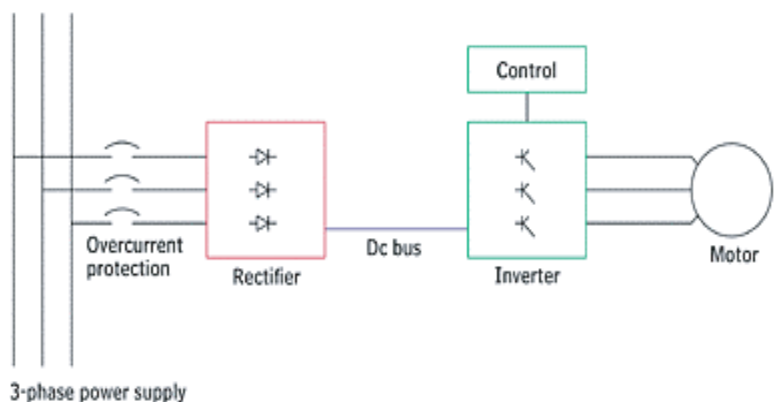 Control
Overcurrent
protection
Rectifier
Dc bus
Inverter
Motor
3-phase power supply